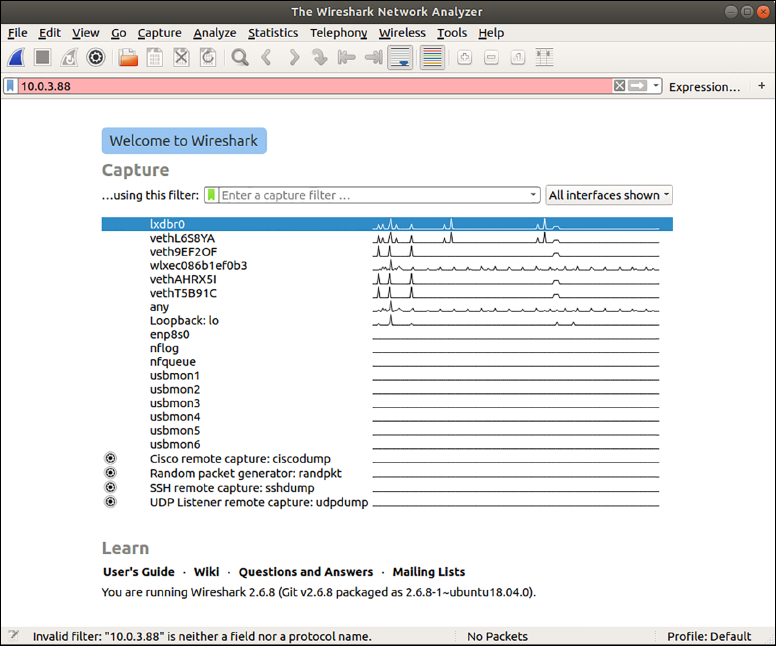 The Wireshark Network Analyzer
File Edit View Go Capture Analyze Statistics Telephony Wireless Tools Help
10.0.3.88 Expression… +
Welcome to Wireshark
Capture
…using this filter: Enter a capture filter … All interfaces shown
lxdbr0
vethL6S8YA
veth9EF2OF
wlxec086b1ef0b3
vethAHRX5I
vethT5B91C
any
Loopback: lo
enp8s0
nflog
nfqueue
usbmon1
usbmon2
usbmon3
usbmon4
usbmon5
usbmon6
Cisco remote capture: ciscodump
Random packet generator: randpkt
SSH remote capture: sshdump
UDP Listener remote capture: udpdump
Learn
User's Guide · Wiki · Questions and Answers · Mailing Lists
You are running Wireshark 2.6.8 (Git v2.6.8 packaged as 2.6.8-1~ubuntu18.04.0).
Invalid filter: "10.0.3.88" is neither a field nor a protocol name. No Packets Profile: Default